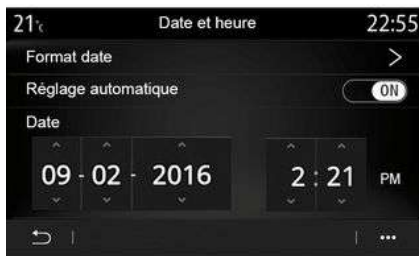 21°c Date et heure 22:55
Format date >
Réglage automatique ON
Date
09 - 02 - 2016 2 : 21 PM